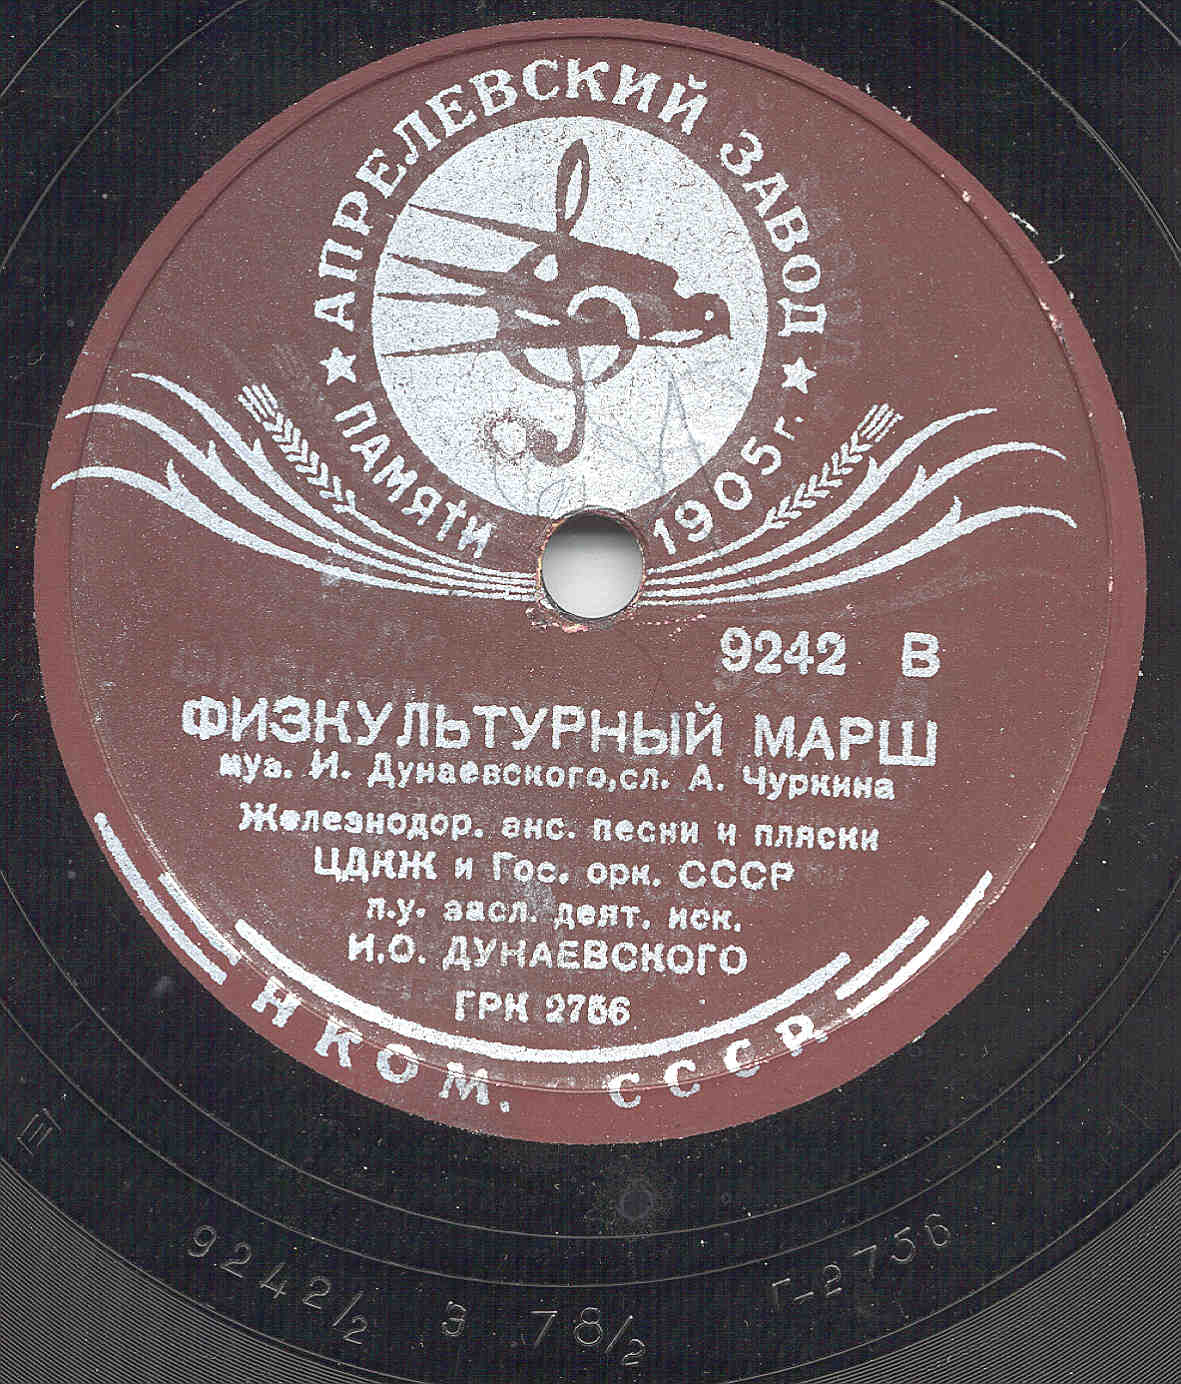 АПРЕЛЕВСКИЙ ЗАВОД
ПАМЯТИ 1905 г.
9242 В
ФИЗКУЛЬТУРНЫЙ МАРШ
муз. И. Дунаевского, сл. А. Чуркина
Железнодор. анс. песни и пляски
ЦДКЖ и Гос. орк. СССР
п.у. засл. деят. иск.
И.О. ДУНАЕВСКОГО
ГРК 2756
НКОМ. СССР
9242/2 Э 78/2 Г-2756